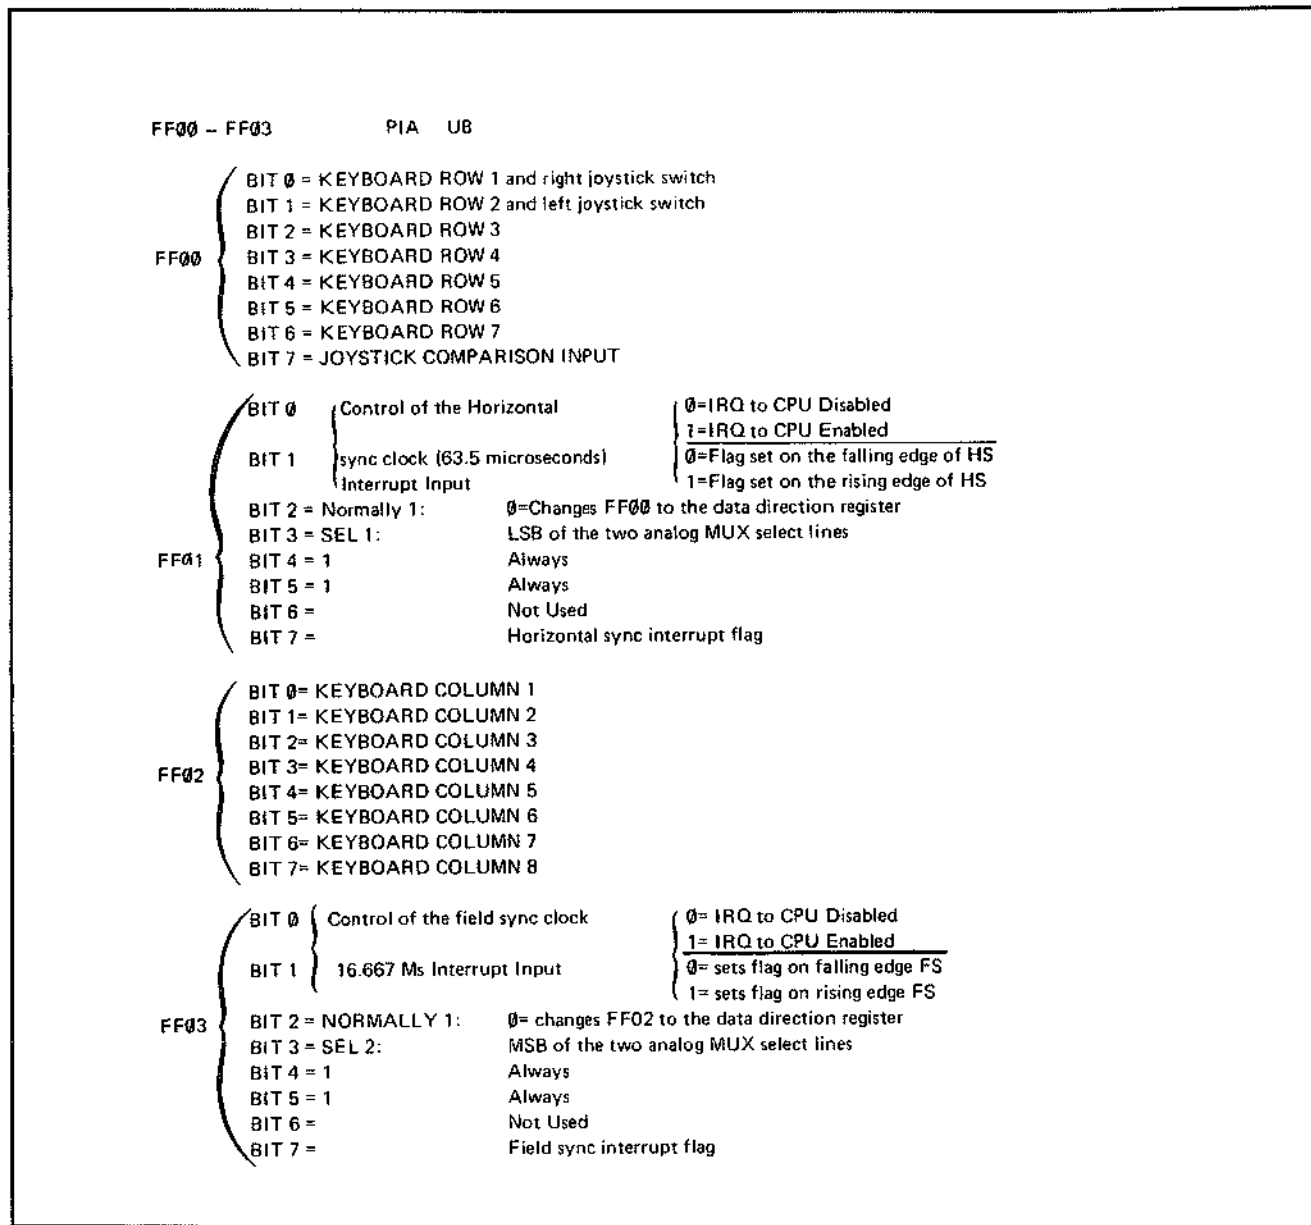 FF00 – FF03 PIA U8
BIT 0 = KEYBOARD ROW 1 and right joystick switch
BIT 1 = KEYBOARD ROW 2 and left joystick switch
BIT 2 = KEYBOARD ROW 3
FF00 BIT 3 = KEYBOARD ROW 4
BIT 4 = KEYBOARD ROW 5
BIT 5 = KEYBOARD ROW 6
BIT 6 = KEYBOARD ROW 7
BIT 7 = JOYSTICK COMPARISON INPUT
BIT 0 Control of the Horizontal 0=IRQ to CPU Disabled
1=IRQ to CPU Enabled
BIT 1 sync clock (63.5 microseconds) 0=Flag set on the falling edge of HS
Interrupt Input 1=Flag set on the rising edge of HS
BIT 2 = Normally 1: 0=Changes FF00 to the data direction register
BIT 3 = SEL 1: LSB of the two analog MUX select lines
FF01 BIT 4 = 1 Always
BIT 5 = 1 Always
BIT 6 = Not Used
BIT 7 = Horizontal sync interrupt flag
BIT 0= KEYBOARD COLUMN 1
BIT 1= KEYBOARD COLUMN 2
BIT 2= KEYBOARD COLUMN 3
FF02 BIT 3= KEYBOARD COLUMN 4
BIT 4= KEYBOARD COLUMN 5
BIT 5= KEYBOARD COLUMN 6
BIT 6= KEYBOARD COLUMN 7
BIT 7= KEYBOARD COLUMN 8
BIT 0 Control of the field sync clock 0= IRQ to CPU Disabled
1= IRQ to CPU Enabled
BIT 1 16.667 Ms Interrupt Input 0= sets flag on falling edge FS
1= sets flag on rising edge FS
FF03 BIT 2 = NORMALLY 1: 0= changes FF02 to the data direction register
BIT 3 = SEL 2: MSB of the two analog MUX select lines
BIT 4 = 1 Always
BIT 5 = 1 Always
BIT 6 = Not Used
BIT 7 = Field sync interrupt flag